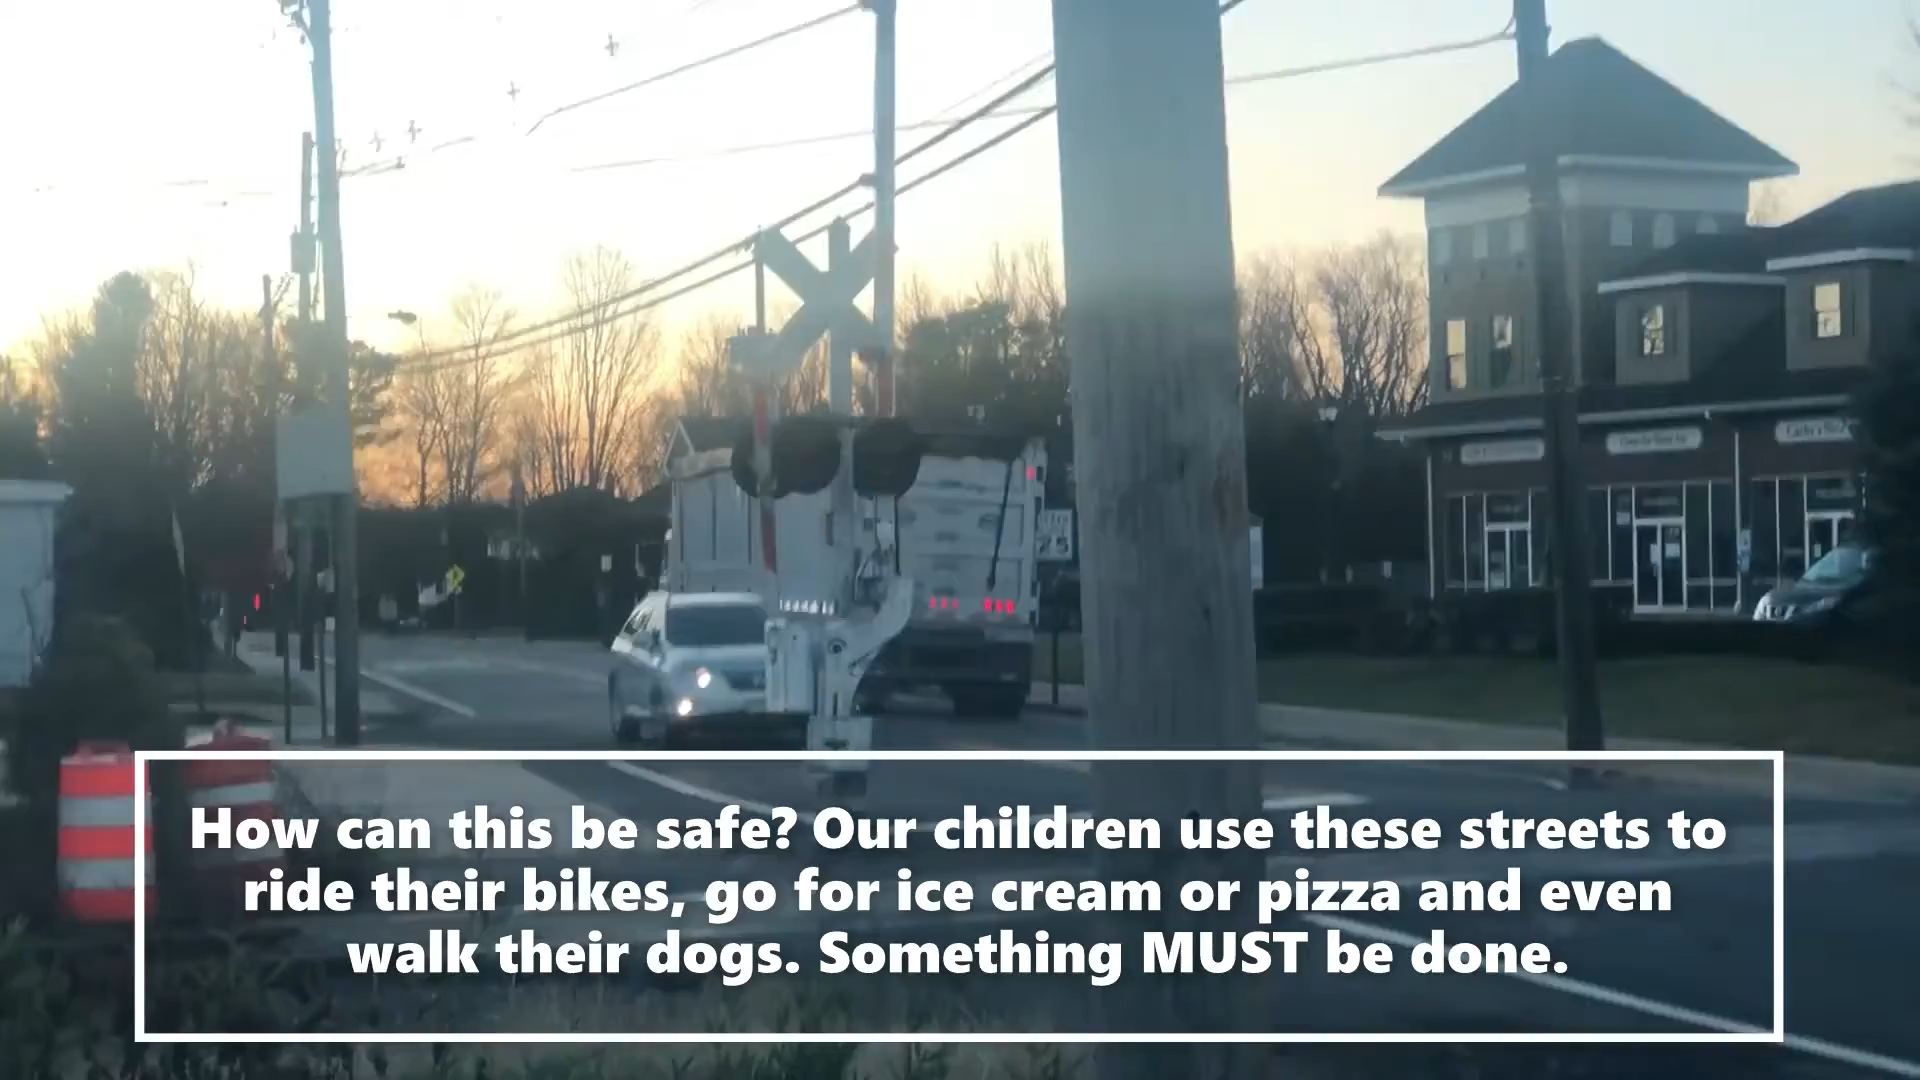 25
How can this be safe? Our children use these streets to
ride their bikes, go for ice cream or pizza and even
walk their dogs. Something MUST be done.